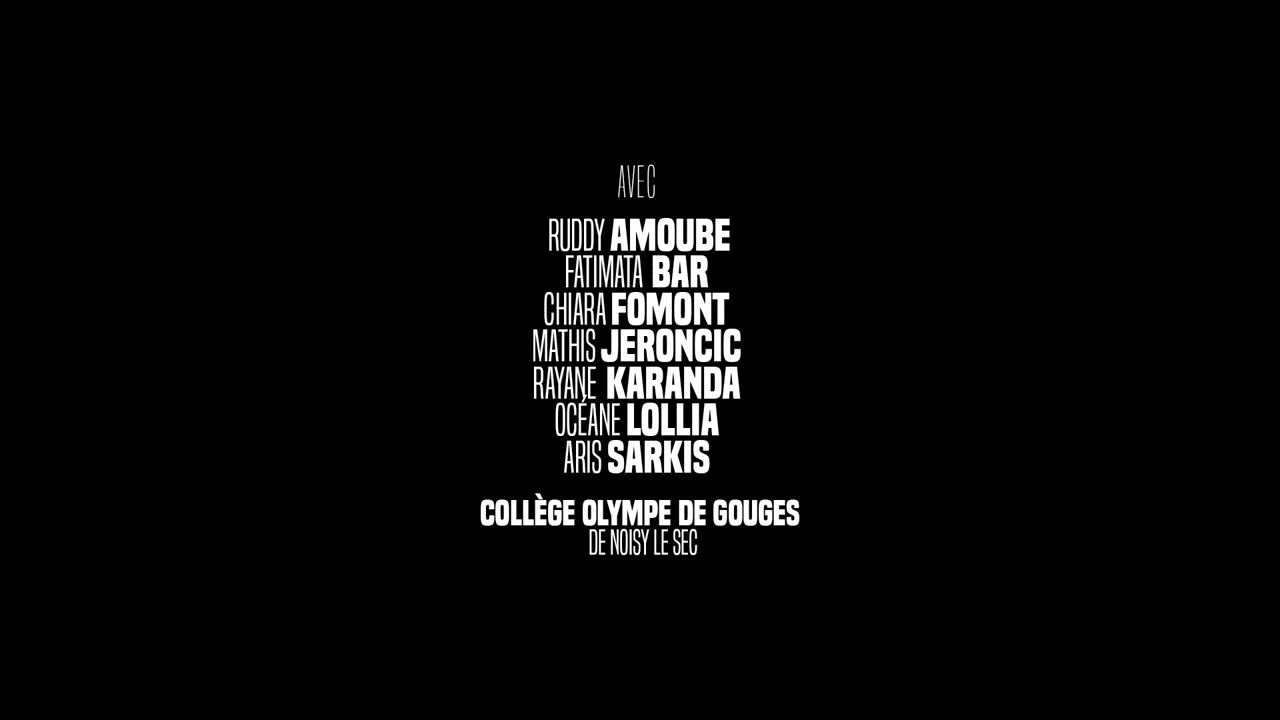 AVEC
RUDDY AMOUBE
FATIMATA BAR
CHIARA FOMONT
MATHIS JERONCIC
RAYANE KARANDA
OCÉANE LOLLIA
ARIS SARKIS
COLLÈGE OLYMPE DE GOUGES
DE NOISY LE SEC